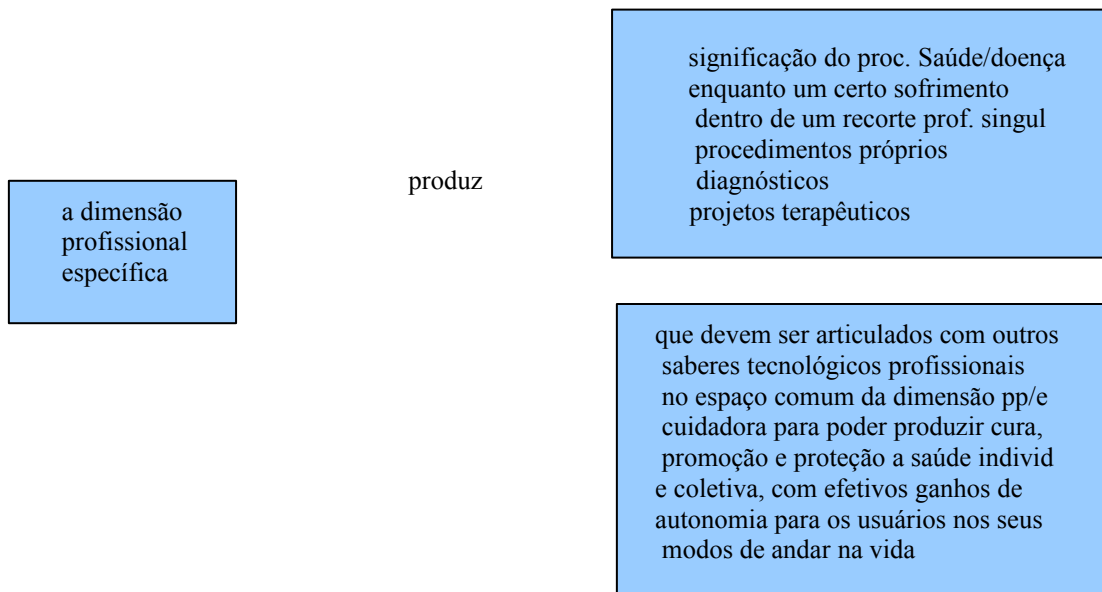 a dimensão
profissional
específica
produz
significação do proc. Saúde/doença
enquanto um certo sofrimento
dentro de um recorte prof. singul
procedimentos próprios
diagnósticos
projetos terapêuticos
que devem ser articulados com outros
saberes tecnológicos profissionais
no espaço comum da dimensão pp/e
cuidadora para poder produzir cura,
promoção e proteção a saúde individ
e coletiva, com efetivos ganhos de
autonomia para os usuários nos seus
modos de andar na vida